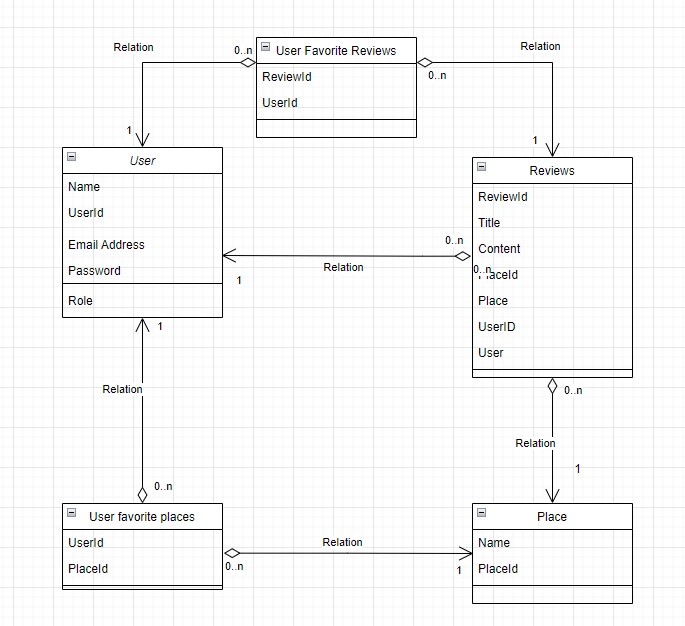 Relation
0..n
User Favorite Reviews
ReviewId
UserId
0..n
Relation
1
1
User
Name
UserId
Email Address
Password
Role
Reviews
ReviewId
Title
Content
PlaceId
Place
UserID
User
0..n
0..n
Relation
1
1
Relation
0..n
0..n
Relation
1
User favorite places
UserId
PlaceId
Relation
0..n
1
Place
Name
PlaceId